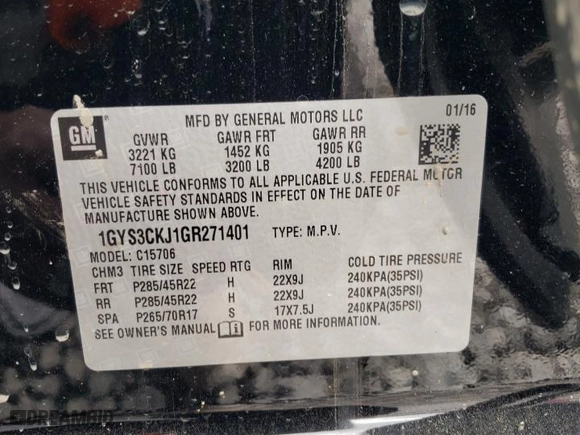 GM
MFD BY GENERAL MOTORS LLC 01/16
GVWR GAWR FRT GAWR RR
3221 KG 1452 KG 1905 KG
7100 LB 3200 LB 4200 LB
THIS VEHICLE CONFORMS TO ALL APPLICABLE U.S. FEDERAL MOTOR
VEHICLE SAFETY STANDARDS IN EFFECT ON THE DATE OF
MANUFACTURE SHOWN ABOVE.
1GYS3CKJ1GR271401 TYPE: M.P.V.
MODEL: C15706
CHM3 TIRE SIZE SPEED RTG RIM COLD TIRE PRESSURE
FRT P285/45R22 H 22X9J 240KPA(35PSI)
RR P285/45R22 H 22X9J 240KPA(35PSI)
SPA P265/70R17 S 17X7.5J 240KPA(35PSI)
SEE OWNER'S MANUAL FOR MORE INFORMATION.
DREAMBID